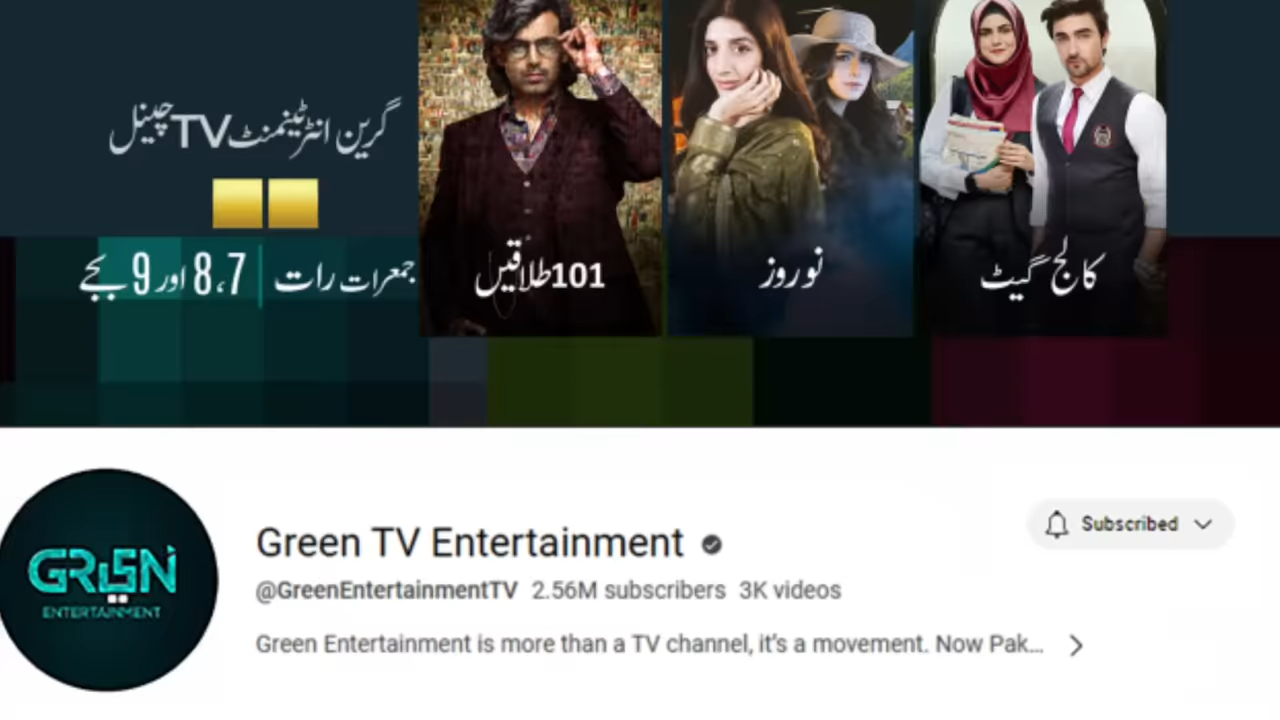 گرین انٹرٹینمنٹ TV چینل
جمعرات رات | 7، 8 اور 9 بجے
101 طلاقیں
نوروز
کالج گیٹ
GREEN
ENTERTAINMENT
Green TV Entertainment
@GreenEntertainmentTV 2.56M subscribers 3K videos
Green Entertainment is more than a TV channel, it's a movement. Now Pak...
Subscribed